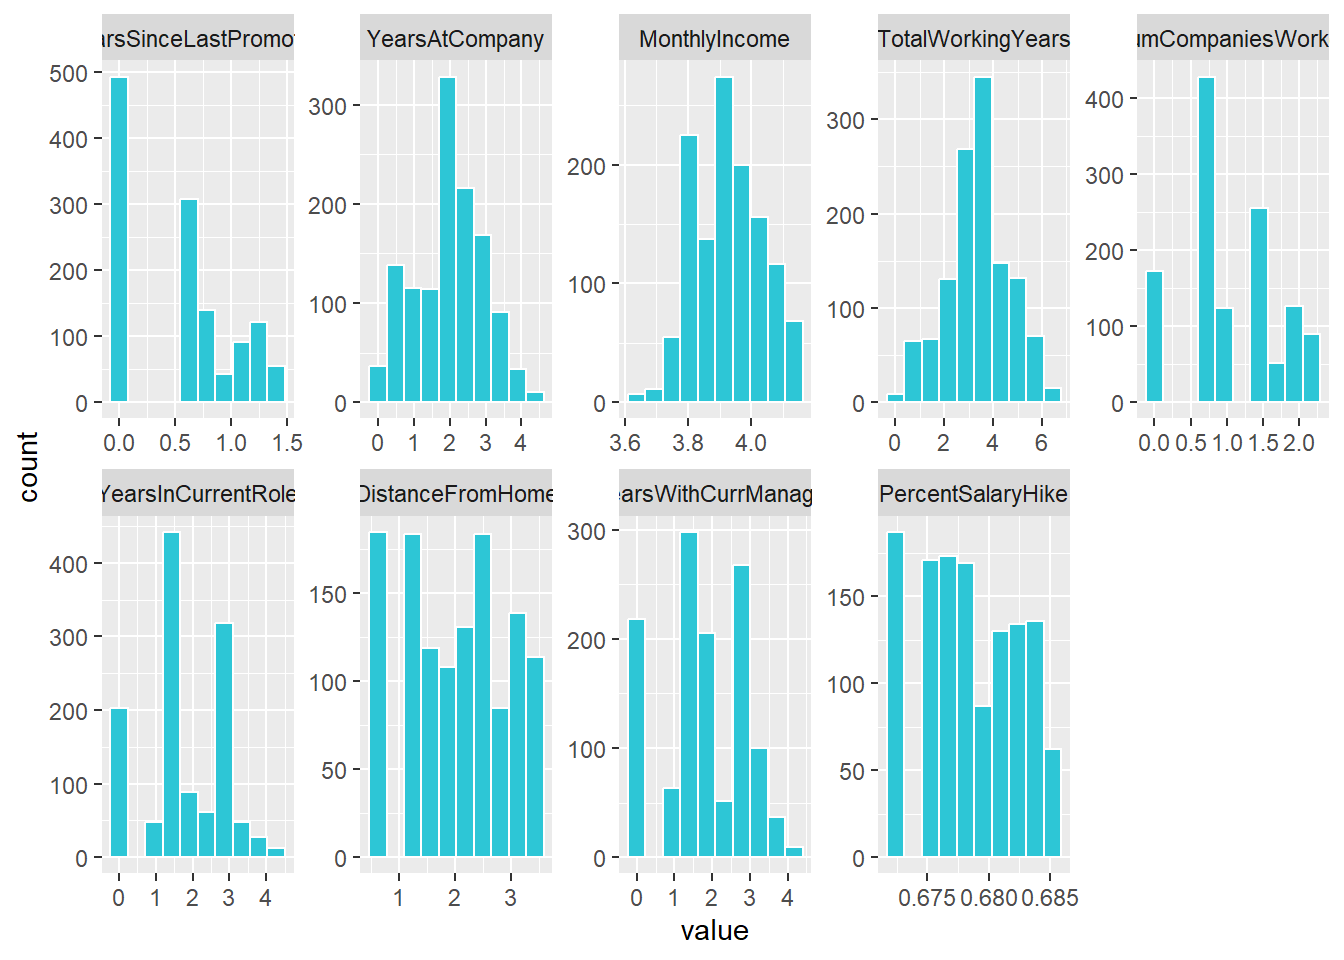 arsSinceLastPromot
YearsAtCompany
MonthlyIncome
TotalWorkingYears
umCompaniesWork
500
400
300
200
100
0
300
200
100
0
200
100
0
300
200
100
0
400
300
200
100
0
0.0 0.5 1.0 1.5
0 1 2 3 4
3.6 3.8 4.0
0 2 4 6
0.0 0.5 1.0 1.5 2.0
count
YearsInCurrentRole
DistanceFromHome
earsWithCurrManag
PercentSalaryHike
400
300
200
100
0
150
100
50
0
300
200
100
0
150
100
50
0
0 1 2 3 4
1 2 3
0 1 2 3 4
0.675 0.680 0.685
value